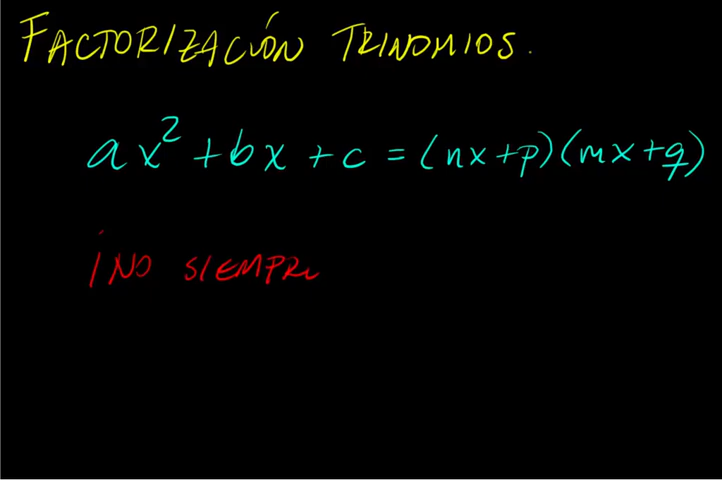 FACTORIZACIÓN TRINOMIOS.
ax² + bx + c = (nx+p)(mx+q)
¡NO SIEMPRE